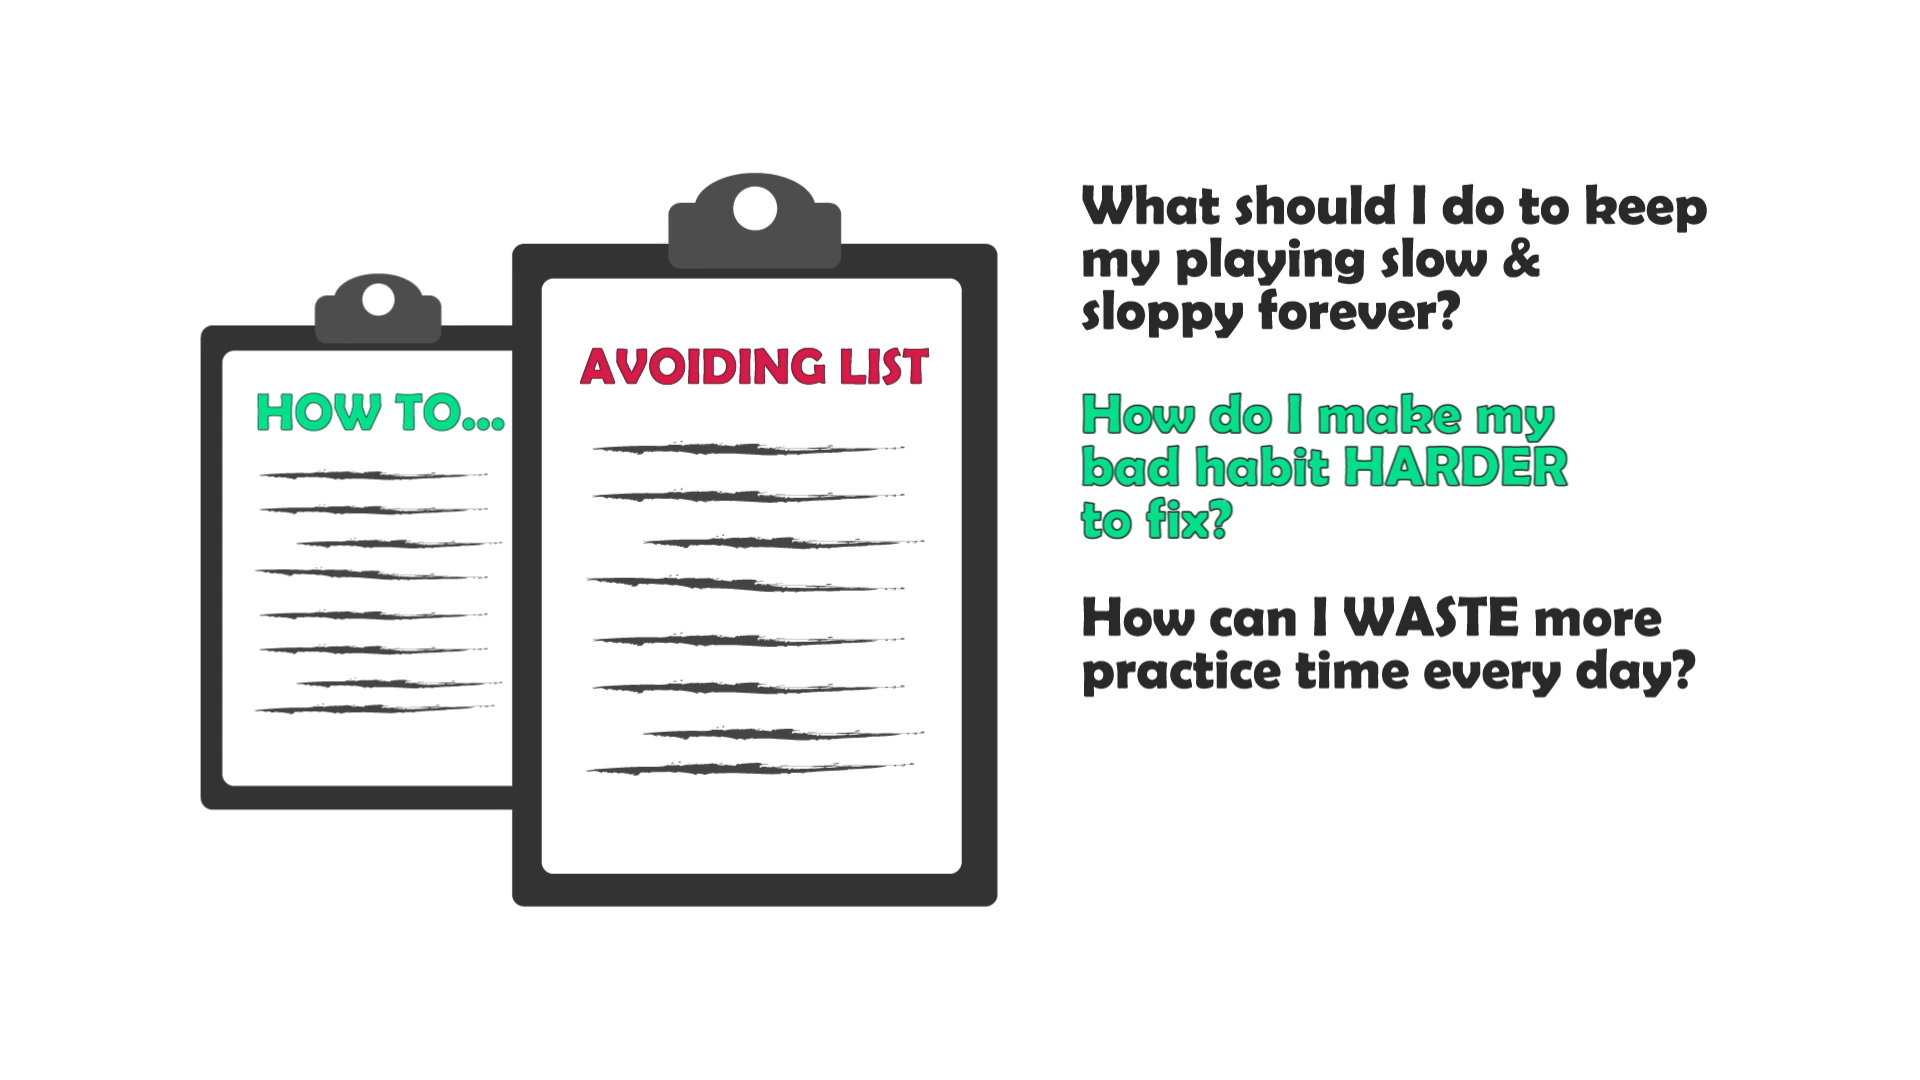 HOW TO...
AVOIDING LIST
What should I do to keep
my playing slow &
sloppy forever?
How do I make my
bad habit HARDER
to fix?
How can I WASTE more
practice time every day?